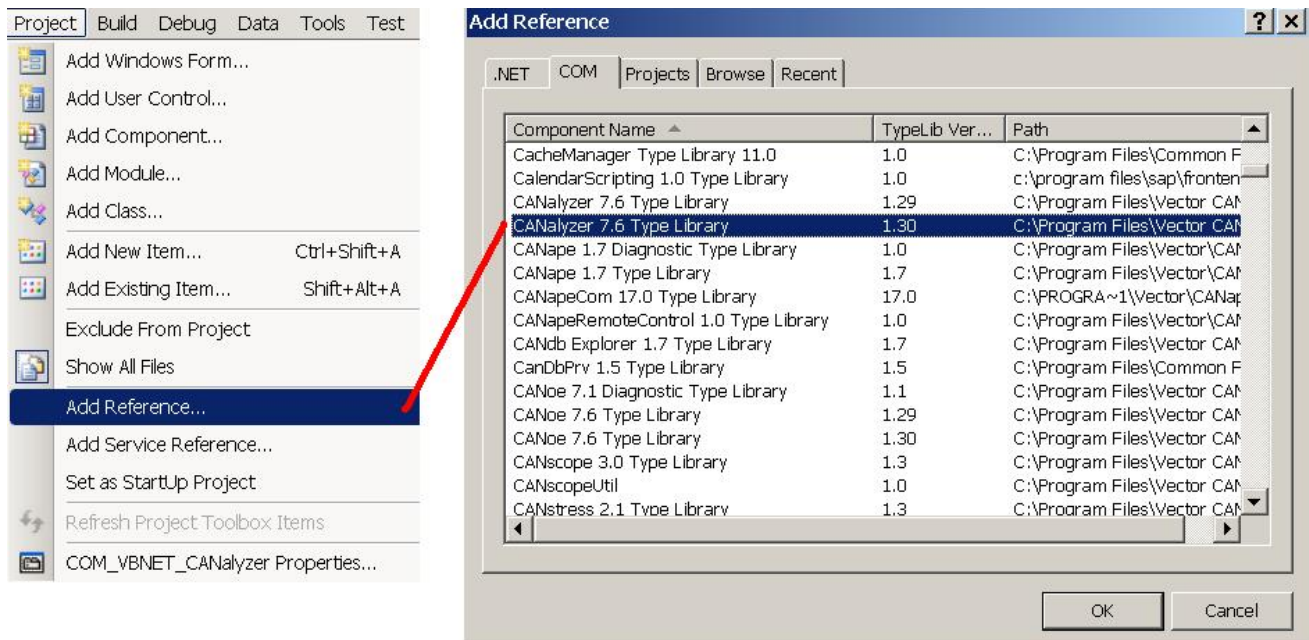 Project Build Debug Data Tools Test
Add Windows Form...
Add User Control...
Add Component...
Add Module...
Add Class...
Add New Item... Ctrl+Shift+A
Add Existing Item... Shift+Alt+A
Exclude From Project
Show All Files
Add Reference...
Add Service Reference...
Set as StartUp Project
Refresh Project Toolbox Items
COM_VBNET_CANalyzer Properties...
Add Reference
.NET COM Projects Browse Recent
Component Name TypeLib Ver... Path
CacheManager Type Library 11.0 1.0 C:\Program Files\Common F
CalendarScripting 1.0 Type Library 1.0 c:\program files\sap\fronten
CANalyzer 7.6 Type Library 1.29 C:\Program Files\Vector CAN
CANalyzer 7.6 Type Library 1.30 C:\Program Files\Vector CAN
CANape 1.7 Diagnostic Type Library 1.0 C:\Program Files\Vector\CAN
CANape 1.7 Type Library 1.7 C:\Program Files\Vector\CAN
CANapeCom 17.0 Type Library 17.0 C:\PROGRA~1\Vector\CANap
CANapeRemoteControl 1.0 Type Library 1.0 C:\Program Files\Vector\CAN
CANdb Explorer 1.7 Type Library 1.7 C:\Program Files\Vector CAN
CanDbPrv 1.5 Type Library 1.5 C:\Program Files\Common F
CANoe 7.1 Diagnostic Type Library 1.1 C:\Program Files\Vector CAN
CANoe 7.6 Type Library 1.29 C:\Program Files\Vector CAN
CANoe 7.6 Type Library 1.30 C:\Program Files\Vector CAN
CANscope 3.0 Type Library 1.3 C:\Program Files\Vector CAN
CANscopeUtil 1.0 C:\Program Files\Vector CAN
CANstress 2.1 Type Library 1.3 C:\Program Files\Vector CAN
OK Cancel